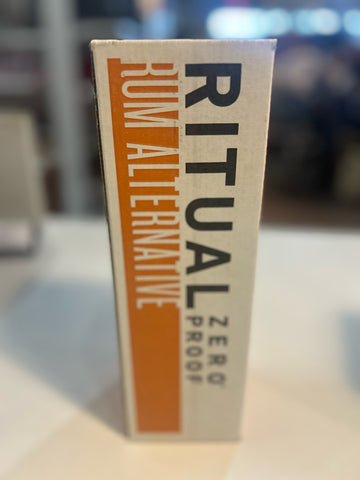 RITUAL
ZERO
PROOF
RUM ALTERNATIVE